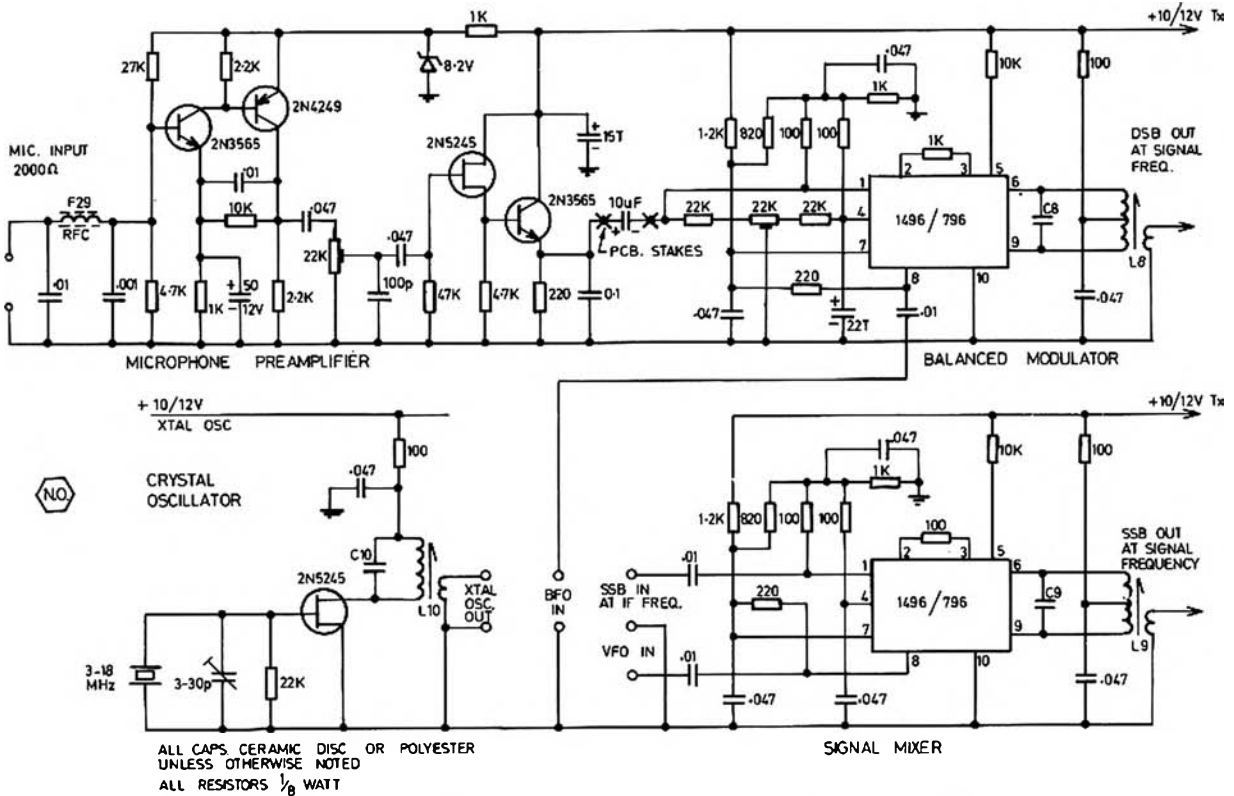 +10/12V Tx
1K
27K
2.2K
2N4249
8.2V
2N3565
MIC. INPUT
2000Ω
F29
RFC
.01
.001
4.7K
.01
10K
1K
+ 50
- 12V
2.2K
.047
22K
100p
.047
47K
2N5245
4.7K
2N3565
220
+
15T
-
0.1
10uF
+ -
PCB. STAKES
22K
22K
22K
1.2K
820
100
100
.047
1K
10K
100
1K
2
3
5
1
6
4
7
9
8
10
1496/796
C8
L8
DSB OUT
AT SIGNAL
FREQ.
220
.047
+
-
22T
.01
.047
MICROPHONE PREAMPLIFIER
BALANCED MODULATOR
+ 10/12V
XTAL OSC
100
.047
N.O.
CRYSTAL
OSCILLATOR
C10
2N5245
L10
XTAL
OSC.
OUT
3-18
MHz
3-30p
22K
BFO
IN
SSB IN
AT IF FREQ.
VFO IN
.01
.01
+10/12V Tx
1.2K
820
100
100
.047
1K
10K
100
100
2
3
5
1
6
4
7
9
8
10
1496/796
C9
L9
SSB OUT
AT SIGNAL
FREQUENCY
220
.047
.047
.047
SIGNAL MIXER
ALL CAPS. CERAMIC DISC OR POLYESTER
UNLESS OTHERWISE NOTED
ALL RESISTORS 1/8 WATT